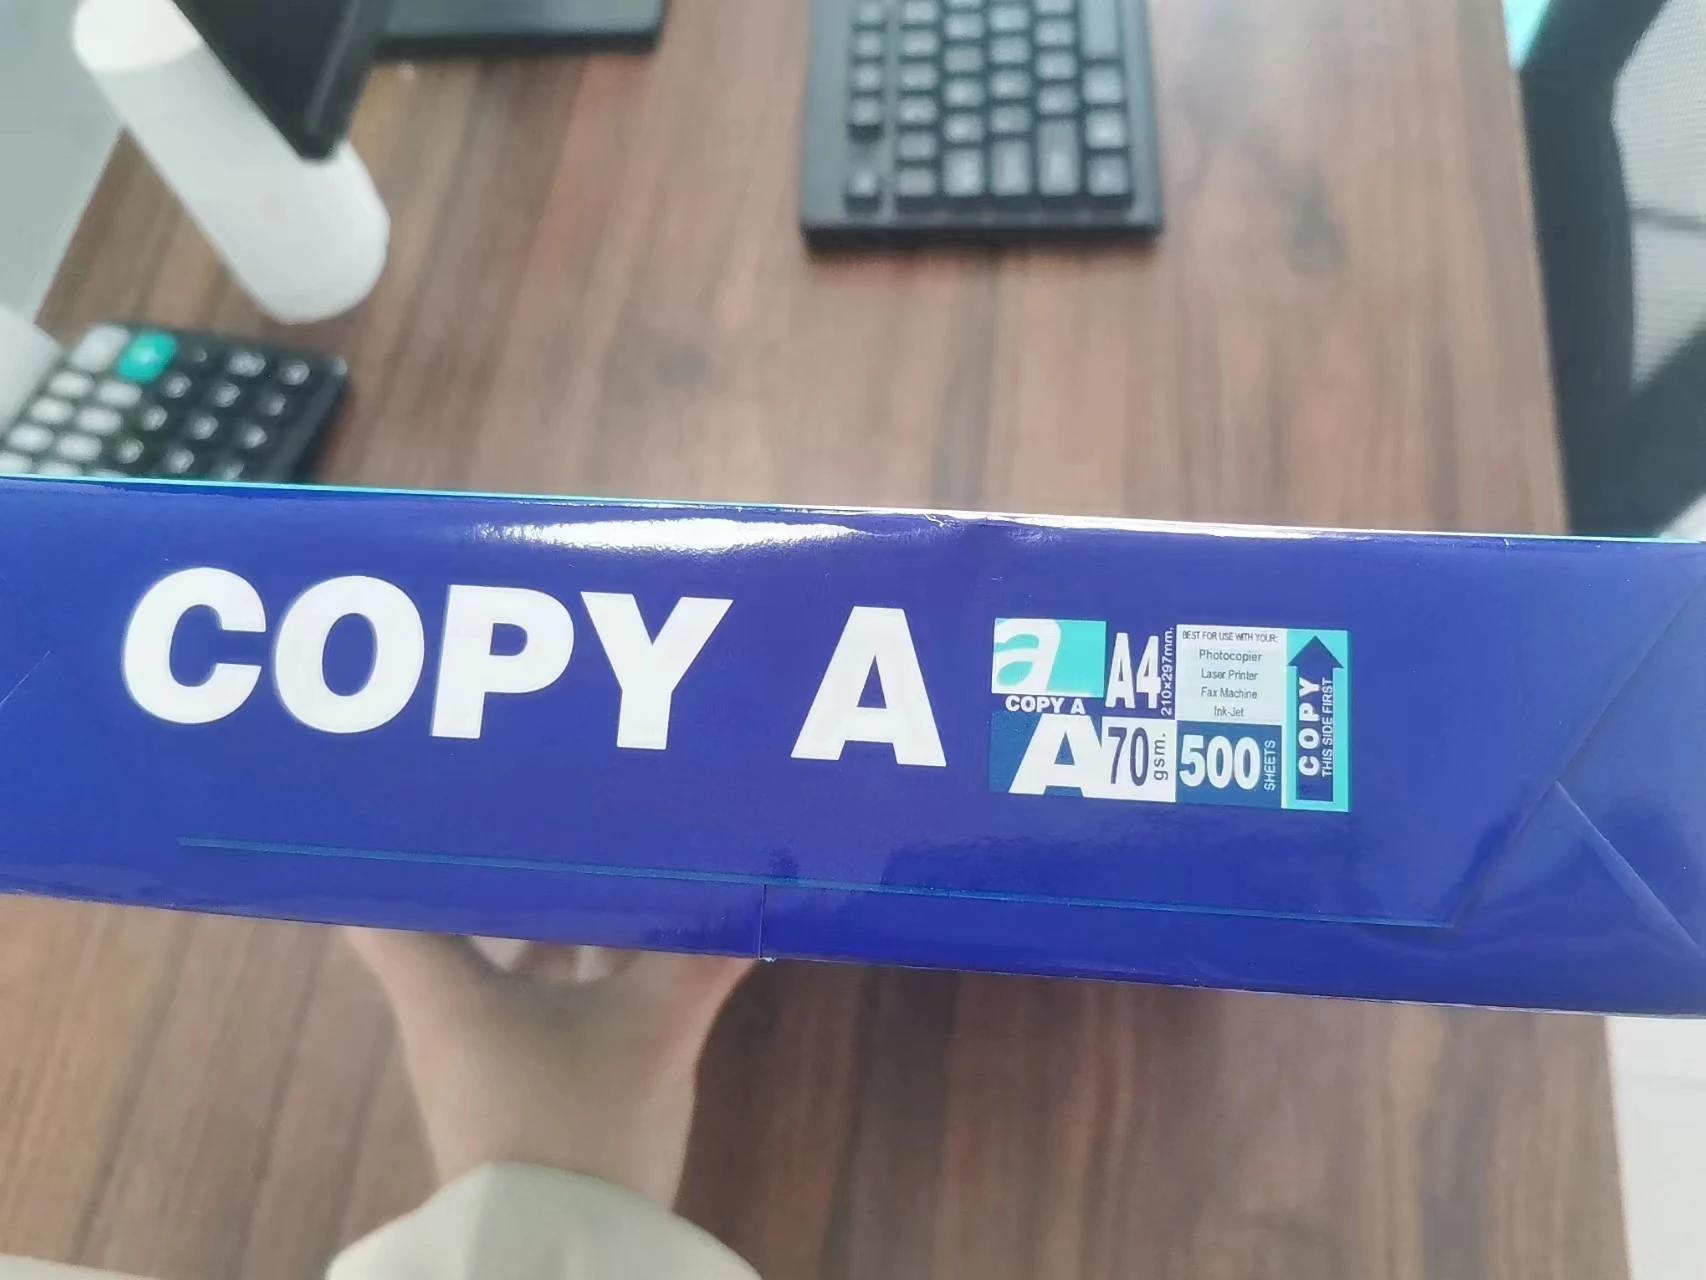 COPY A
a
COPY A
A
A4
210×297mm.
70
gsm.
BEST FOR USE WITH YOUR:
Photocopier
Laser Printer
Fax Machine
Ink-Jet
500
SHEETS
COPY
THIS SIDE FIRST